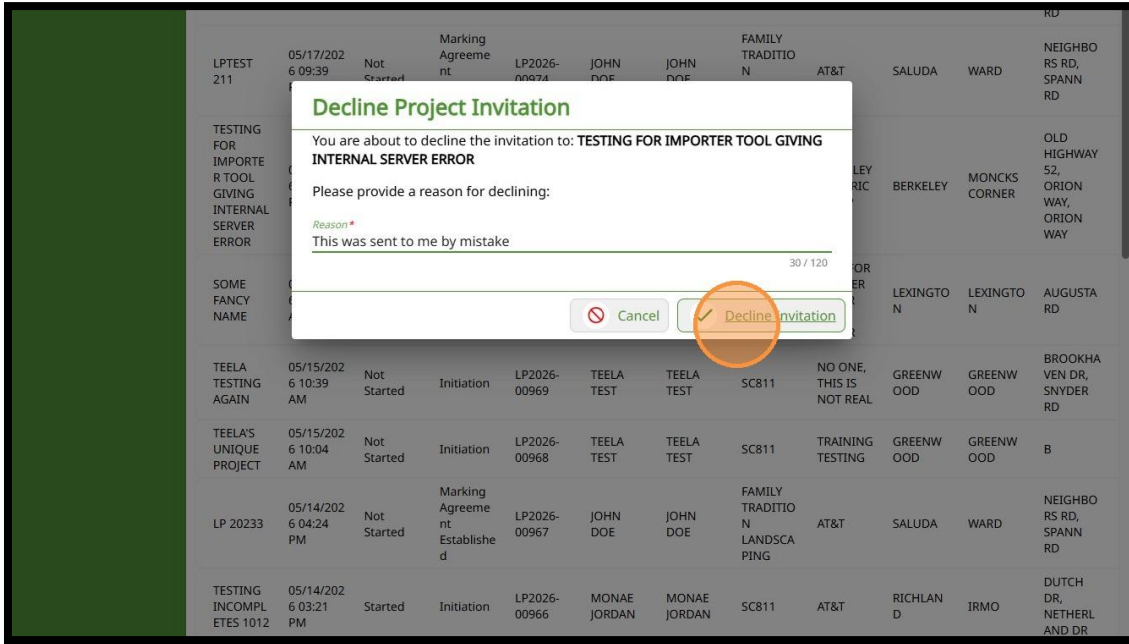 RD
LPTEST 211
05/17/202 6 09:39
Not Started
Marking Agreeme nt
LP2026- 00974
JOHN DOE
JOHN DOE
FAMILY TRADITIO N
AT&T
SALUDA
WARD
NEIGHBO RS RD, SPANN RD
Decline Project Invitation
You are about to decline the invitation to: TESTING FOR IMPORTER TOOL GIVING
INTERNAL SERVER ERROR
Please provide a reason for declining:
Reason*
This was sent to me by mistake
30 / 120
Cancel
Decline Invitation
TESTING FOR IMPORTE R TOOL GIVING INTERNAL SERVER ERROR
LEY
RIC
BERKELEY
MONCKS CORNER
OLD HIGHWAY 52, ORION WAY, ORION WAY
SOME FANCY NAME
OR
ER
LEXINGTO N
LEXINGTO N
AUGUSTA RD
TEELA TESTING AGAIN
05/15/202 6 10:39 AM
Not Started
Initiation
LP2026- 00969
TEELA TEST
TEELA TEST
SC811
NO ONE, THIS IS NOT REAL
GREENW OOD
GREENW OOD
BROOKHA VEN DR, SNYDER RD
TEELA'S UNIQUE PROJECT
05/15/202 6 10:04 AM
Not Started
Initiation
LP2026- 00968
TEELA TEST
TEELA TEST
SC811
TRAINING TESTING
GREENW OOD
GREENW OOD
B
LP 20233
05/14/202 6 04:24 PM
Not Started
Marking Agreeme nt Establishe d
LP2026- 00967
JOHN DOE
JOHN DOE
FAMILY TRADITIO N LANDSCA PING
AT&T
SALUDA
WARD
NEIGHBO RS RD, SPANN RD
TESTING INCOMPL ETES 1012
05/14/202 6 03:21 PM
Started
Initiation
LP2026- 00966
MONAE JORDAN
MONAE JORDAN
SC811
AT&T
RICHLAN D
IRMO
DUTCH DR, NETHERL AND DR